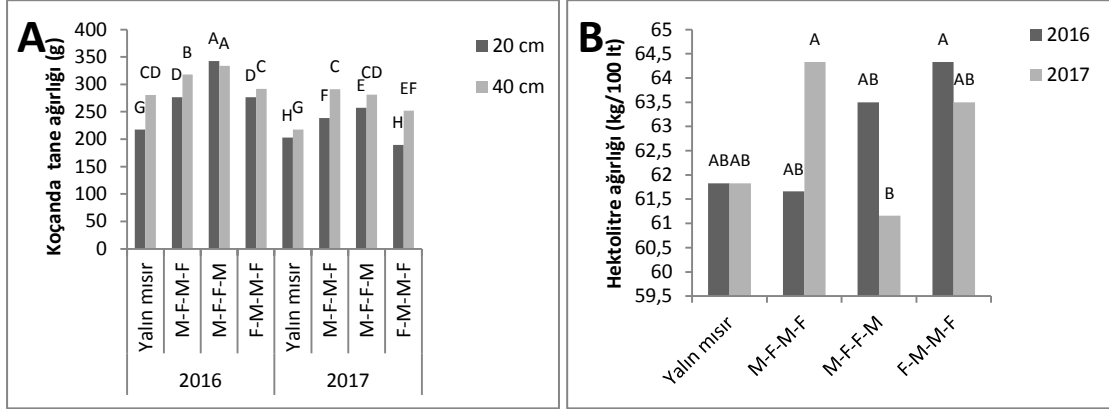 A
Koçanda tane ağırlığı (g)
400
350
300
250
200
150
100
50
0
G CD D B A A D C H G F C E CD H EF
20 cm
40 cm
Yalın mısır M-F-M-F M-F-F-M F-M-M-F Yalın mısır M-F-M-F M-F-F-M F-M-M-F
2016 2017
B
Hektolitre ağırlığı (kg/100 lt)
65
64,5
64
63,5
63
62,5
62
61,5
61
60,5
60
59,5
AB AB AB A AB B A AB
2016
2017
Yalın mısır M-F-M-F M-F-F-M F-M-M-F